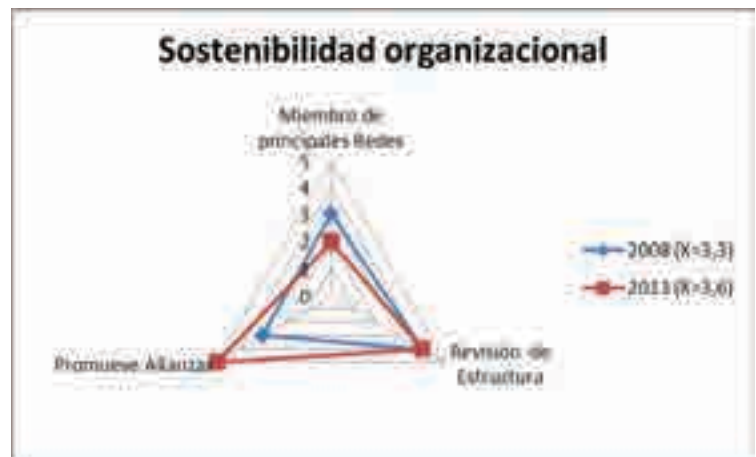 Sostenibilidad organizacional
Miembro de
principales Redes
5
4
3
2
1
0
2008 (X=3,3)
2011 (X=3,6)
Promueve Alianzas
Revisión de
Estructura